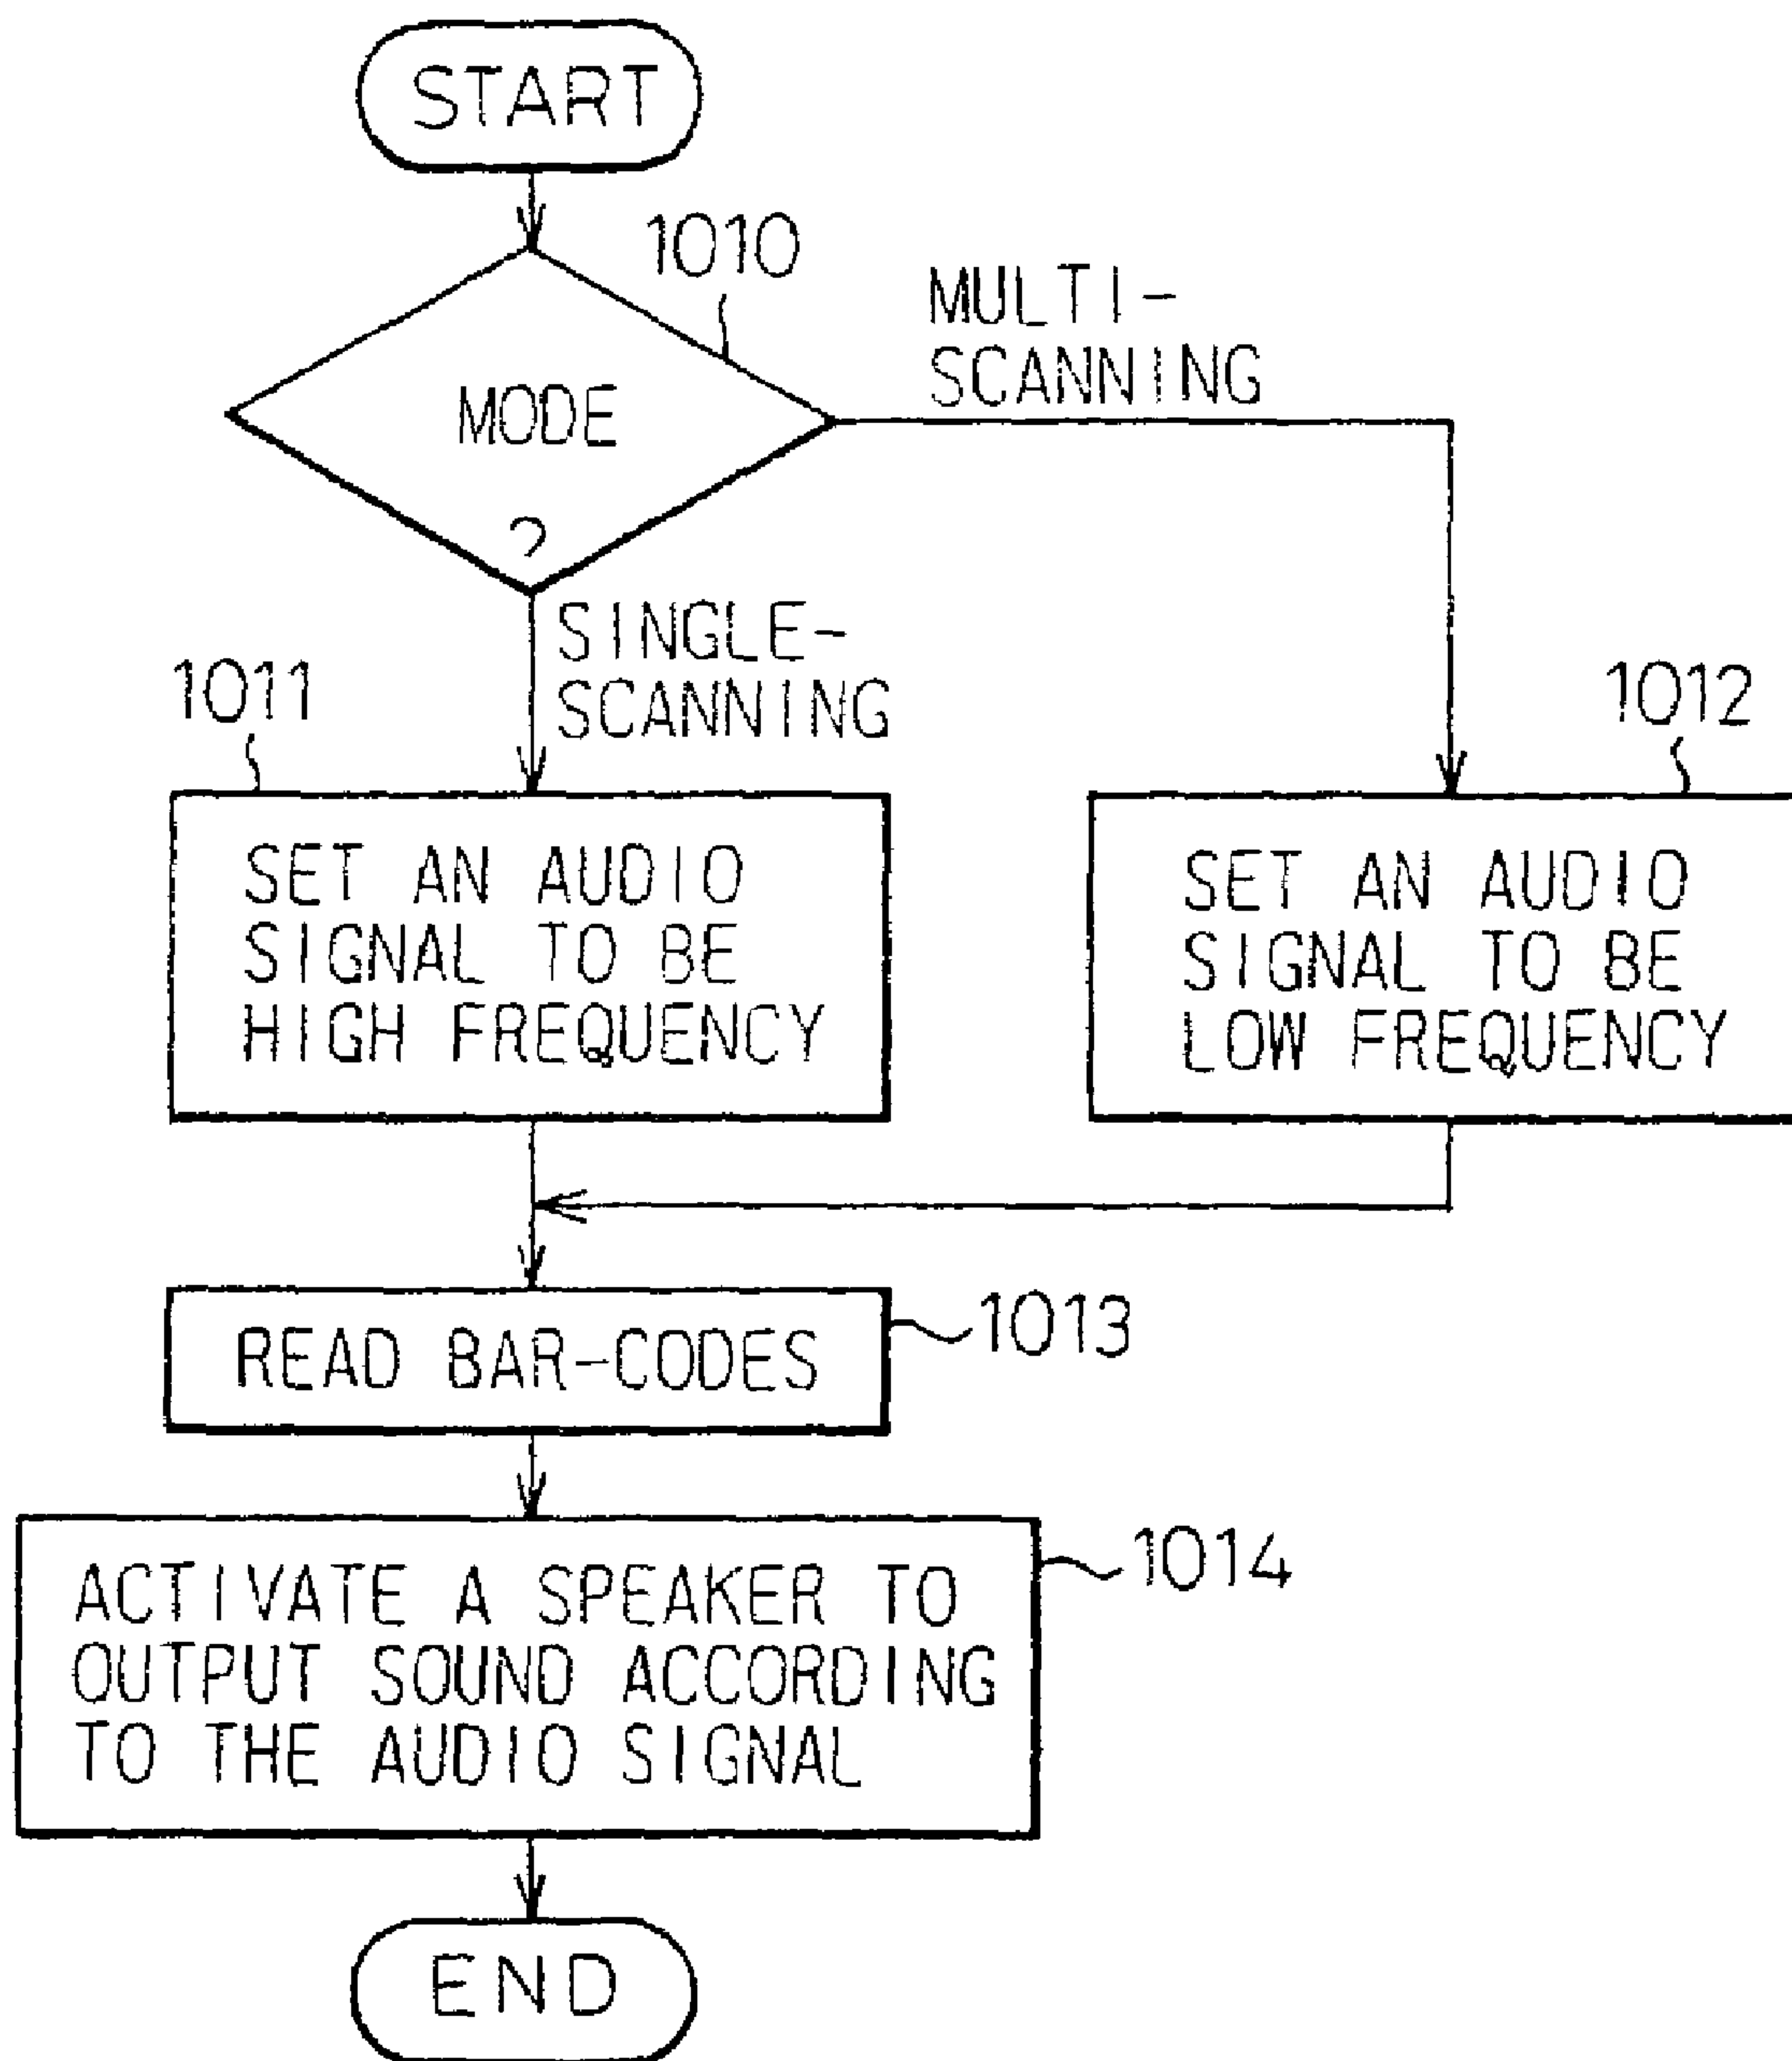 START
1010
MULTI-
SCANNING
MODE
?
SINGLE-
SCANNING
1011
1012
SET AN AUDIO
SIGNAL TO BE
HIGH FREQUENCY
SET AN AUDIO
SIGNAL TO BE
LOW FREQUENCY
READ BAR-CODES
1013
ACTIVATE A SPEAKER TO
OUTPUT SOUND ACCORDING
TO THE AUDIO SIGNAL
1014
END